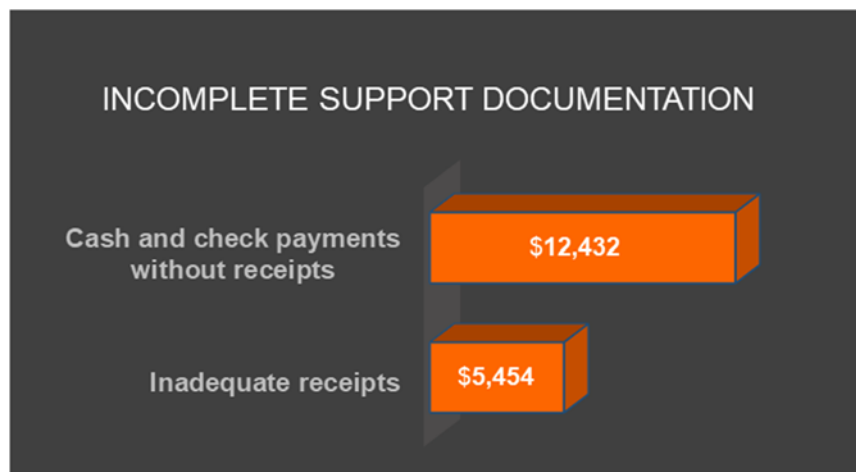 INCOMPLETE SUPPORT DOCUMENTATION
Cash and check payments
without receipts
$12,432
Inadequate receipts
$5,454